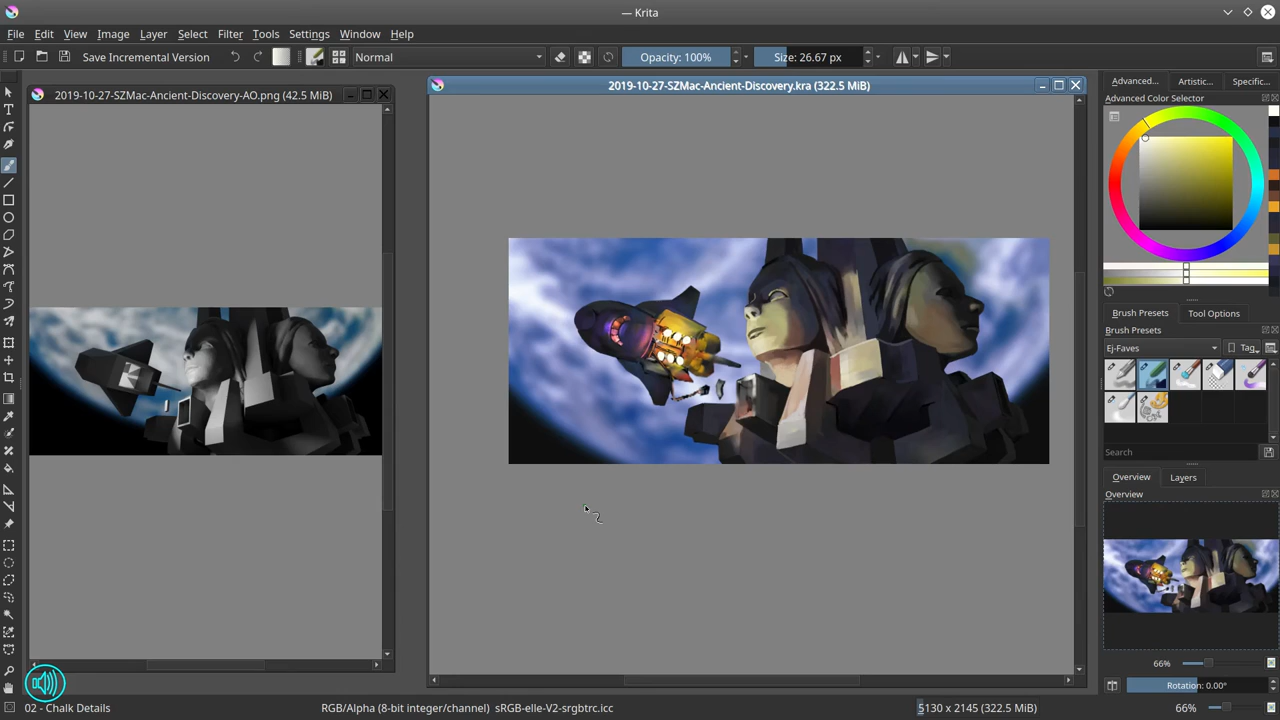 — Krita
File Edit View Image Layer Select Filter Tools Settings Window Help
Save Incremental Version Normal Opacity: 100% Size: 26.67 px
2019-10-27-SZMac-Ancient-Discovery-AO.png (42.5 MiB)
2019-10-27-SZMac-Ancient-Discovery.kra (322.5 MiB)
Advanced... Artistic... Specific...
Advanced Color Selector
Brush Presets Tool Options
Brush Presets
Ej-Faves Tag
Search
Overview Layers
Overview
66%
Rotation: 0.00°
02 - Chalk Details RGB/Alpha (8-bit integer/channel) sRGB-elle-V2-srgbtrc.icc 5130 x 2145 (322.5 MiB) 66%